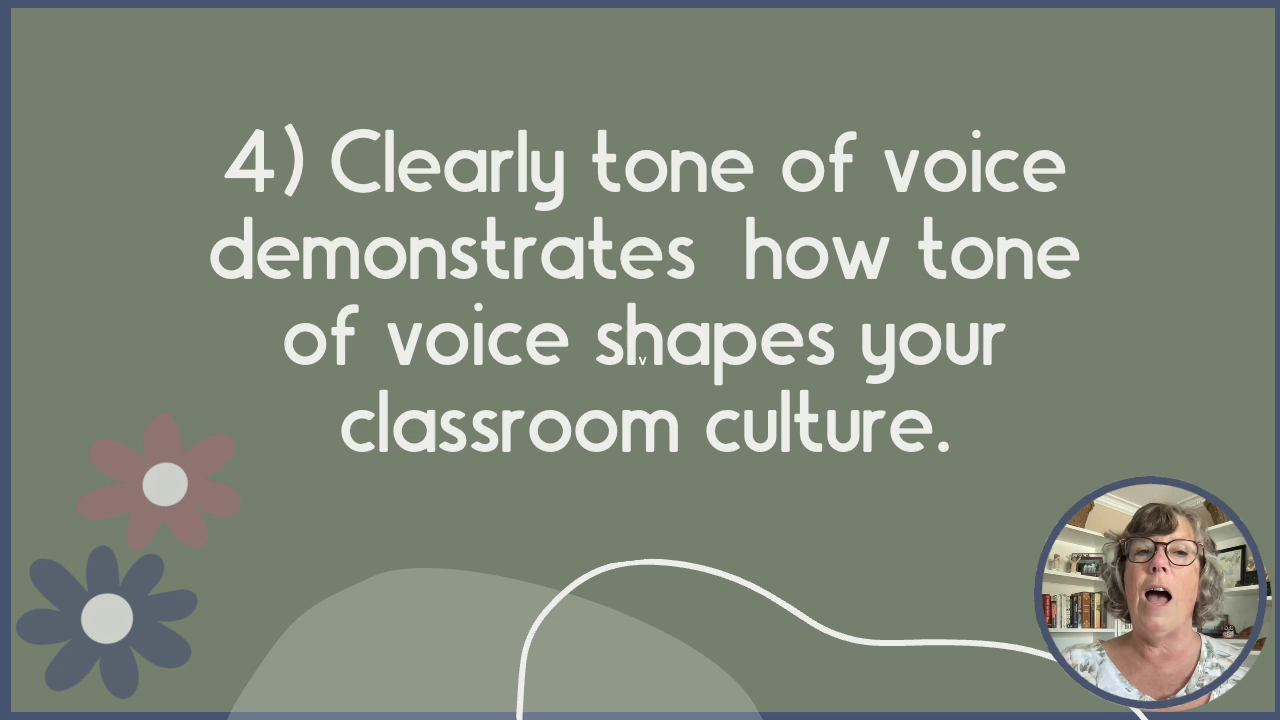 4) Clearly tone of voice
demonstrates  how tone
of voice shapes your
v
classroom culture.